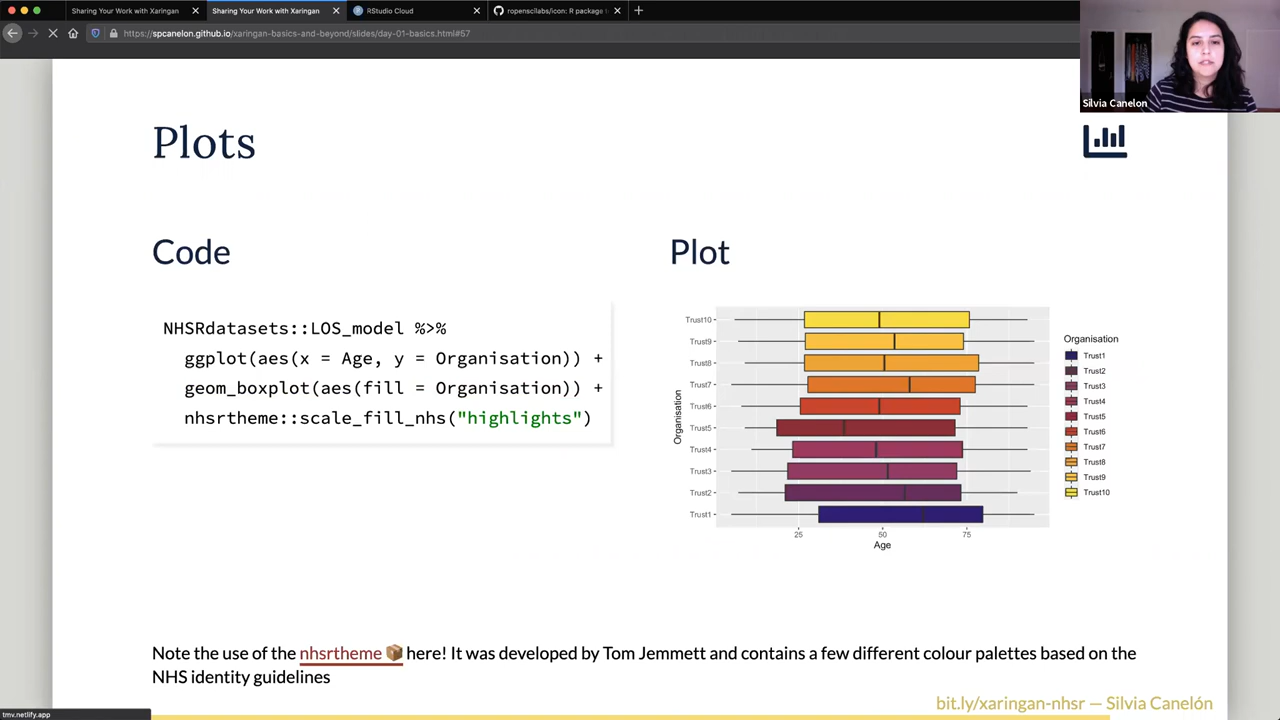 Sharing Your Work with Xaringan
Sharing Your Work with Xaringan
RStudio Cloud
ropenscilabs/icon: R package t
https://spcanelon.github.io/xaringan-basics-and-beyond/slides/day-01-basics.html#57
Silvia Canelon
Plots
Code
Plot
NHSRdatasets::LOS_model %>%
ggplot(aes(x = Age, y = Organisation)) +
geom_boxplot(aes(fill = Organisation)) +
nhsrtheme::scale_fill_nhs("highlights")
Organisation
Trust10
Trust9
Trust8
Trust7
Trust6
Trust5
Trust4
Trust3
Trust2
Trust1
25
50
75
Age
Organisation
Trust1
Trust2
Trust3
Trust4
Trust5
Trust6
Trust7
Trust8
Trust9
Trust10
Note the use of the nhsrtheme 📦 here! It was developed by Tom Jemmett and contains a few different colour palettes based on the
NHS identity guidelines
bit.ly/xaringan-nhsr — Silvia Canelón
tmv.netlify.app